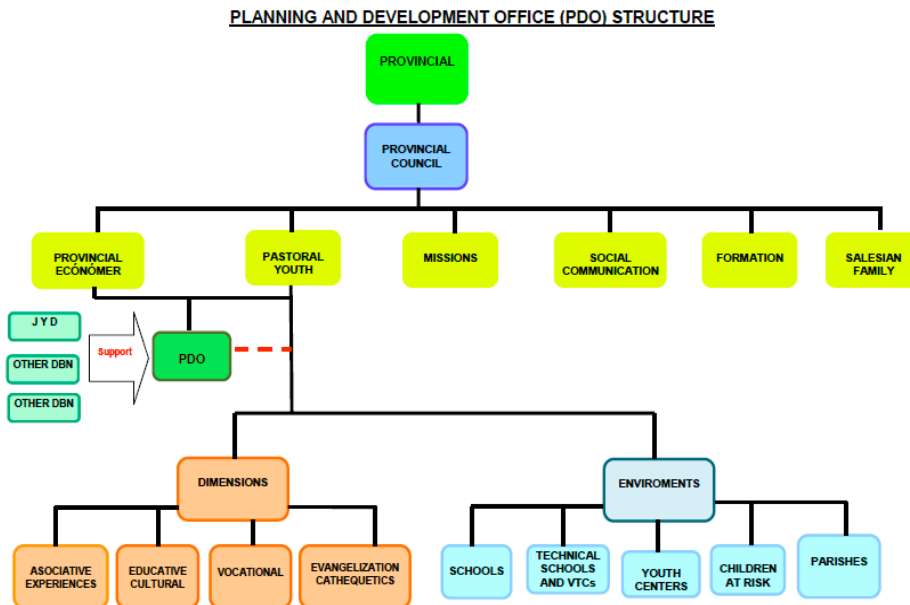 PLANNING AND DEVELOPMENT OFFICE (PDO) STRUCTURE
PROVINCIAL
PROVINCIAL
COUNCIL
PROVINCIAL
ECÓNÓMER
PASTORAL
YOUTH
MISSIONS
SOCIAL
COMMUNICATION
FORMATION
SALESIAN
FAMILY
J Y D
OTHER DBN
OTHER DBN
Support
PDO
DIMENSIONS
ENVIROMENTS
ASOCIATIVE
EXPERIENCES
EDUCATIVE
CULTURAL
VOCATIONAL
EVANGELIZATION
CATHEQUETICS
SCHOOLS
TECHNICAL
SCHOOLS
AND VTCs
YOUTH
CENTERS
CHILDREN
AT RISK
PARISHES